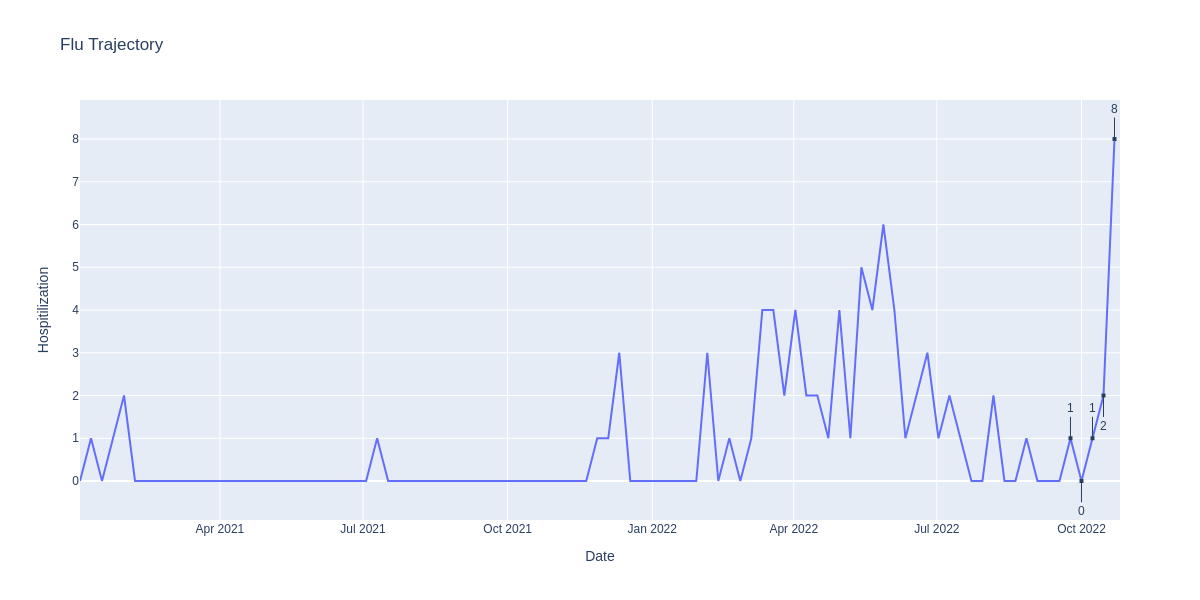 Flu Trajectory
8
8
7
6
5
4
3
2
1
0
1
1
2
0
Hospitilization
Apr 2021
Jul 2021
Oct 2021
Jan 2022
Apr 2022
Jul 2022
Oct 2022
Date